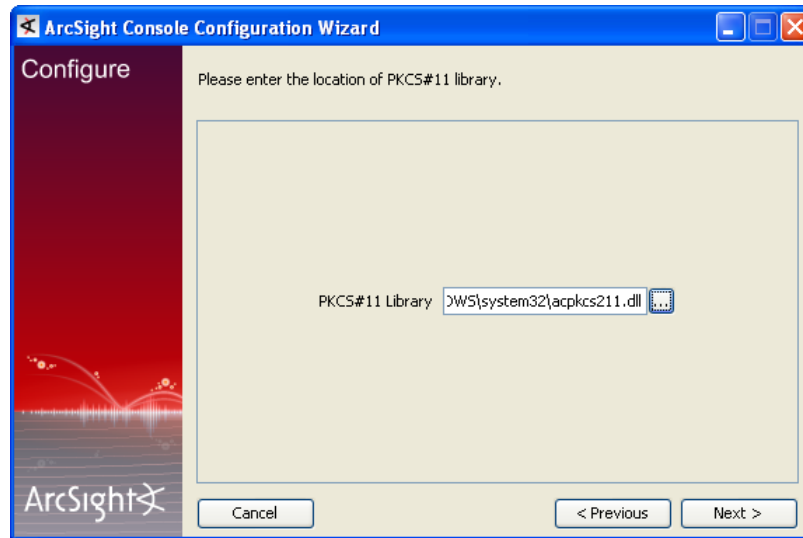 ArcSight Console Configuration Wizard
Configure
Please enter the location of PKCS#11 library.
PKCS#11 Library
\system32\acpkcs211.dll
...
ArcSight
Cancel
< Previous
Next >